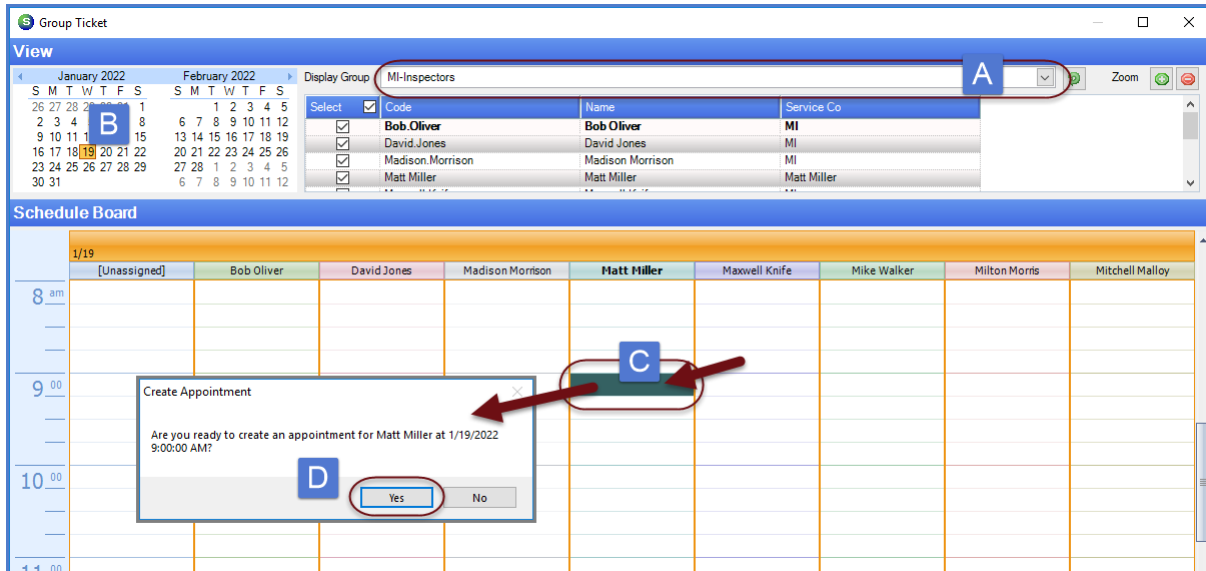 Group Ticket
View
January 2022 February 2022 Display Group MI-Inspectors A Zoom
S M T W T F S S M T W T F S
Select Code Name Service Co
26 27 28 1 1 2 3 4 5
2 3 4 B 8 6 7 8 9 10 11 12
9 10 11 15 13 14 15 16 17 18 19
16 17 18 19 20 21 22 20 21 22 23 24 25 26
23 24 25 26 27 28 29 27 28 1 2 3 4 5
30 31 6 7 8 9 10 11 12
Bob.Oliver Bob Oliver MI
David.Jones David Jones MI
Madison.Morrison Madison Morrison MI
Matt Miller Matt Miller Matt Miller
Schedule Board
1/19
[Unassigned] Bob Oliver David Jones Madison Morrison Matt Miller Maxwell Knife Mike Walker Milton Morris Mitchell Malloy
8 am
C
9 00
Create Appointment
Are you ready to create an appointment for Matt Miller at 1/19/2022
9:00:00 AM?
D
Yes No
10 00
11 00